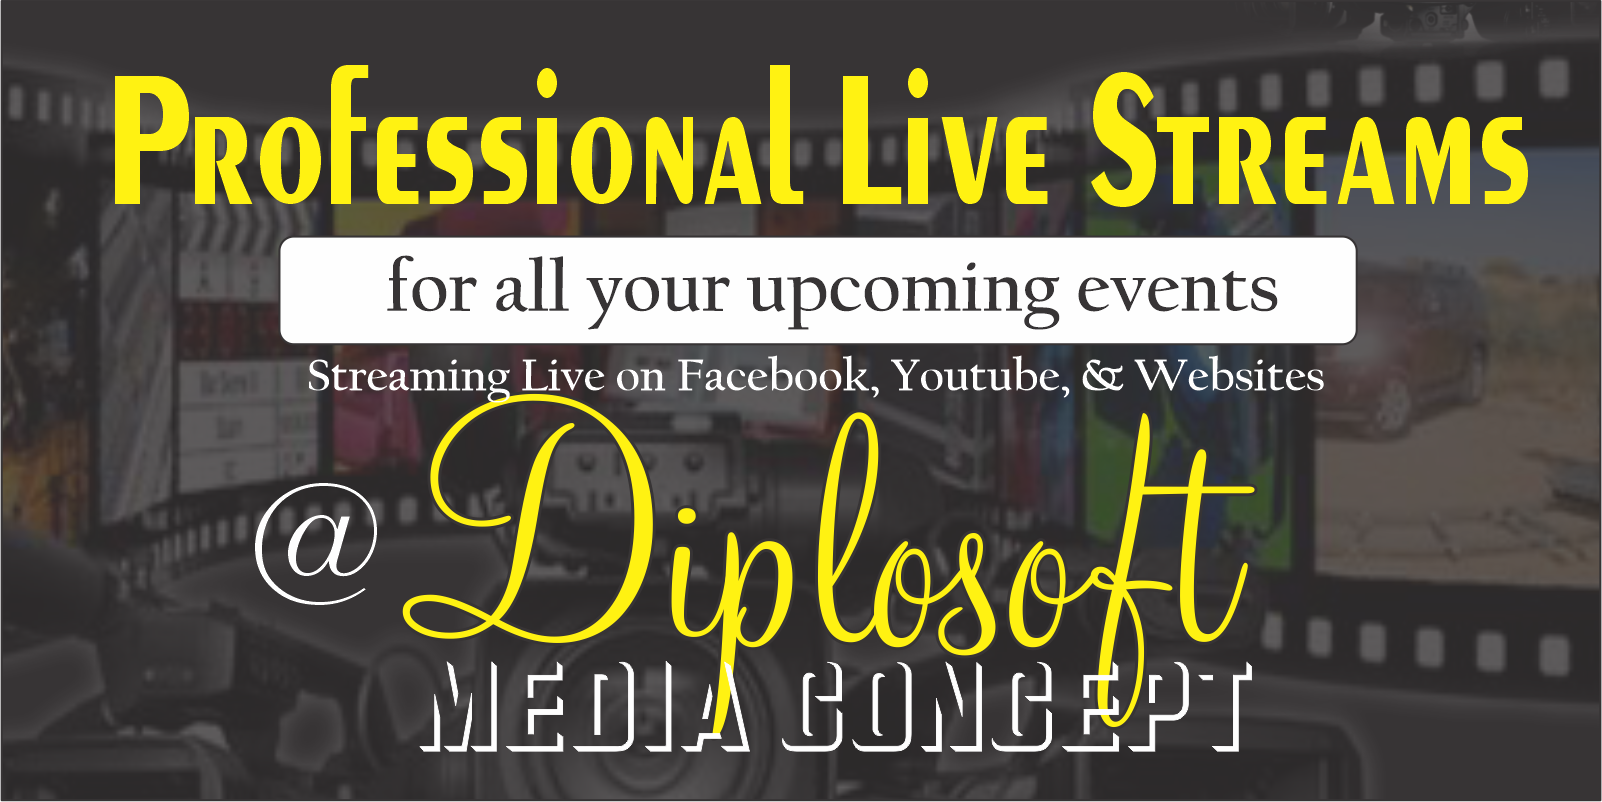 Professional Live Streams
for all your upcoming events
Streaming Live on Facebook, Youtube, & Websites
@ Diplosoft
MEDIA CONCEPT